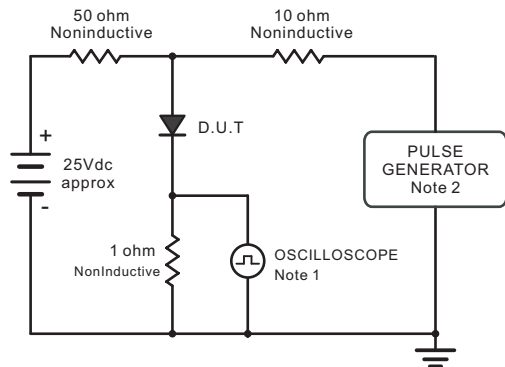 50 ohm
Noninductive
10 ohm
Noninductive
D.U.T
+
25Vdc
approx
-
PULSE
GENERATOR
Note 2
1 ohm
NonInductive
OSCILLOSCOPE
Note 1